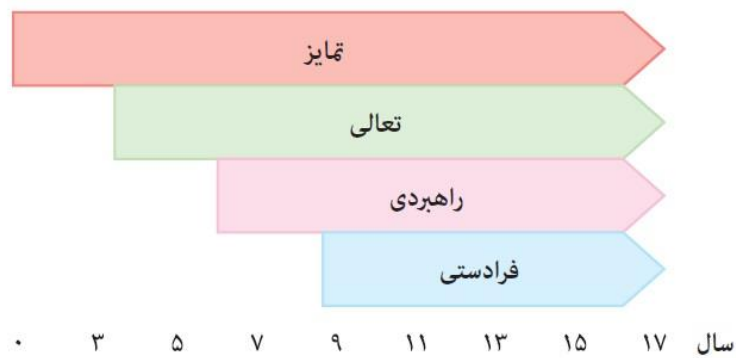 تمایز
تعالی
راهبردی
فرادستی
۰ ۳ ۵ ۷ ۹ ۱۱ ۱۳ ۱۵ ۱۷ سال